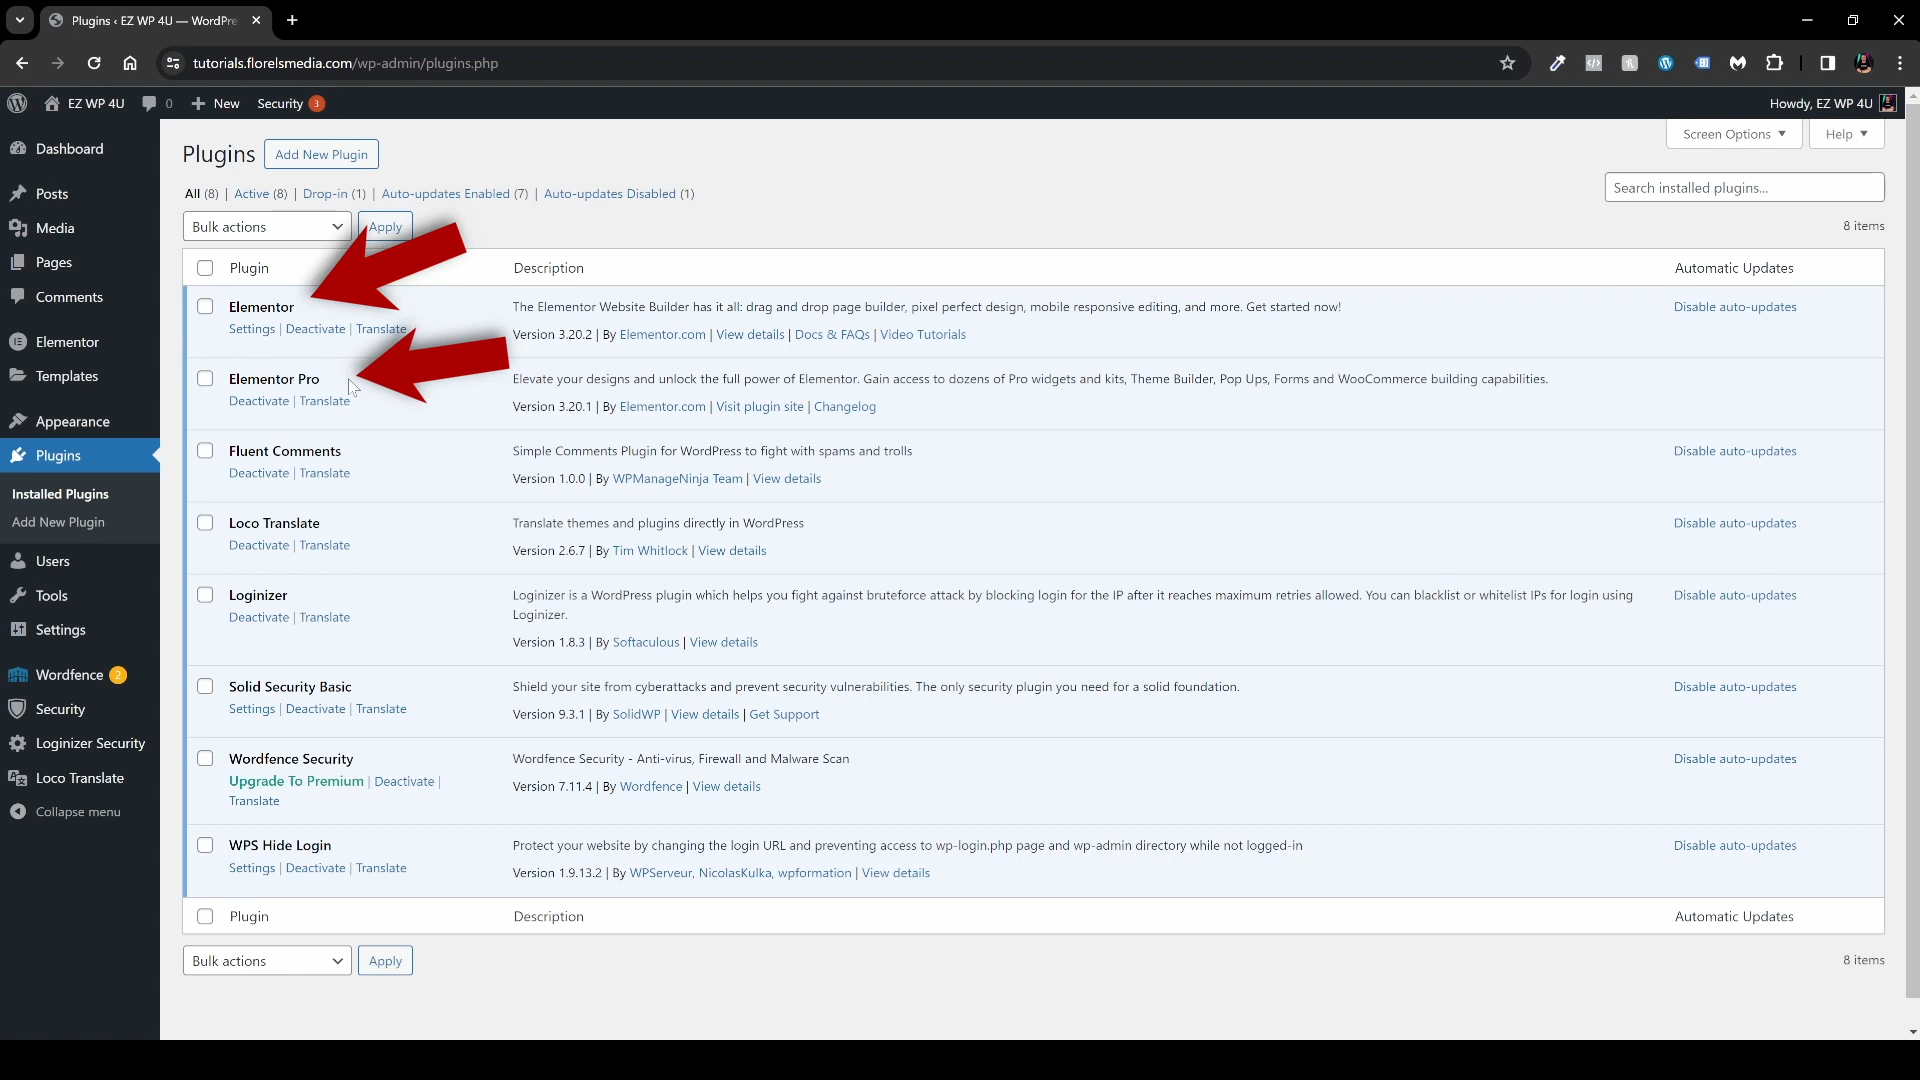 Plugins ‹ EZ WP 4U — WordPre
tutorials.florelsmedia.com/wp-admin/plugins.php
EZ WP 4U 0 New Security 3 Howdy, EZ WP 4U
Dashboard
Posts
Media
Pages
Comments
Elementor
Templates
Appearance
Plugins
Installed Plugins
Add New Plugin
Users
Tools
Settings
Wordfence 2
Security
Loginizer Security
Loco Translate
Collapse menu
Screen Options Help
Plugins Add New Plugin
All (8) | Active (8) | Drop-in (1) | Auto-updates Enabled (7) | Auto-updates Disabled (1)
Search installed plugins...
Bulk actions Apply 8 items
Plugin Description Automatic Updates
Elementor The Elementor Website Builder has it all: drag and drop page builder, pixel perfect design, mobile responsive editing, and more. Get started now! Disable auto-updates
Settings | Deactivate | Translate Version 3.20.2 | By Elementor.com | View details | Docs & FAQs | Video Tutorials
Elementor Pro Elevate your designs and unlock the full power of Elementor. Gain access to dozens of Pro widgets and kits, Theme Builder, Pop Ups, Forms and WooCommerce building capabilities.
Deactivate | Translate Version 3.20.1 | By Elementor.com | Visit plugin site | Changelog
Fluent Comments Simple Comments Plugin for WordPress to fight with spams and trolls Disable auto-updates
Deactivate | Translate Version 1.0.0 | By WPManageNinja Team | View details
Loco Translate Translate themes and plugins directly in WordPress Disable auto-updates
Deactivate | Translate Version 2.6.7 | By Tim Whitlock | View details
Loginizer Loginizer is a WordPress plugin which helps you fight against bruteforce attack by blocking login for the IP after it reaches maximum retries allowed. You can blacklist or whitelist IPs for login using Disable auto-updates
Deactivate | Translate Loginizer.
Version 1.8.3 | By Softaculous | View details
Solid Security Basic Shield your site from cyberattacks and prevent security vulnerabilities. The only security plugin you need for a solid foundation. Disable auto-updates
Settings | Deactivate | Translate Version 9.3.1 | By SolidWP | View details | Get Support
Wordfence Security Wordfence Security - Anti-virus, Firewall and Malware Scan Disable auto-updates
Upgrade To Premium | Deactivate | Version 7.11.4 | By Wordfence | View details
Translate
WPS Hide Login Protect your website by changing the login URL and preventing access to wp-login.php page and wp-admin directory while not logged-in Disable auto-updates
Settings | Deactivate | Translate Version 1.9.13.2 | By WPServeur, NicolasKulka, wpformation | View details
Plugin Description Automatic Updates
Bulk actions Apply 8 items